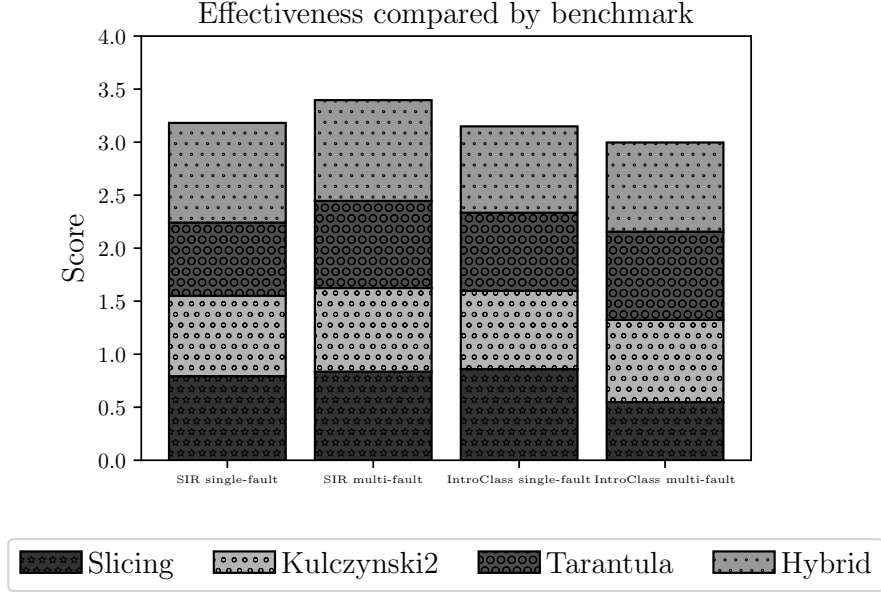 Effectiveness compared by benchmark
4.0
3.5
3.0
2.5
2.0
1.5
1.0
0.5
0.0
Score
SIR single-fault SIR multi-fault IntroClass single-fault IntroClass multi-fault
Slicing Kulczynski2 Tarantula Hybrid